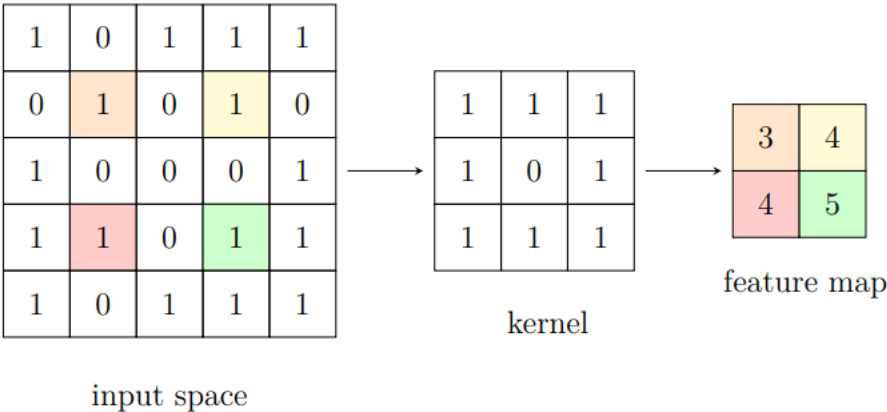 1 0 1 1 1
0 1 0 1 0
1 0 0 0 1
1 1 0 1 1
1 0 1 1 1
input space
1 1 1
1 0 1
1 1 1
kernel
3 4
4 5
feature map